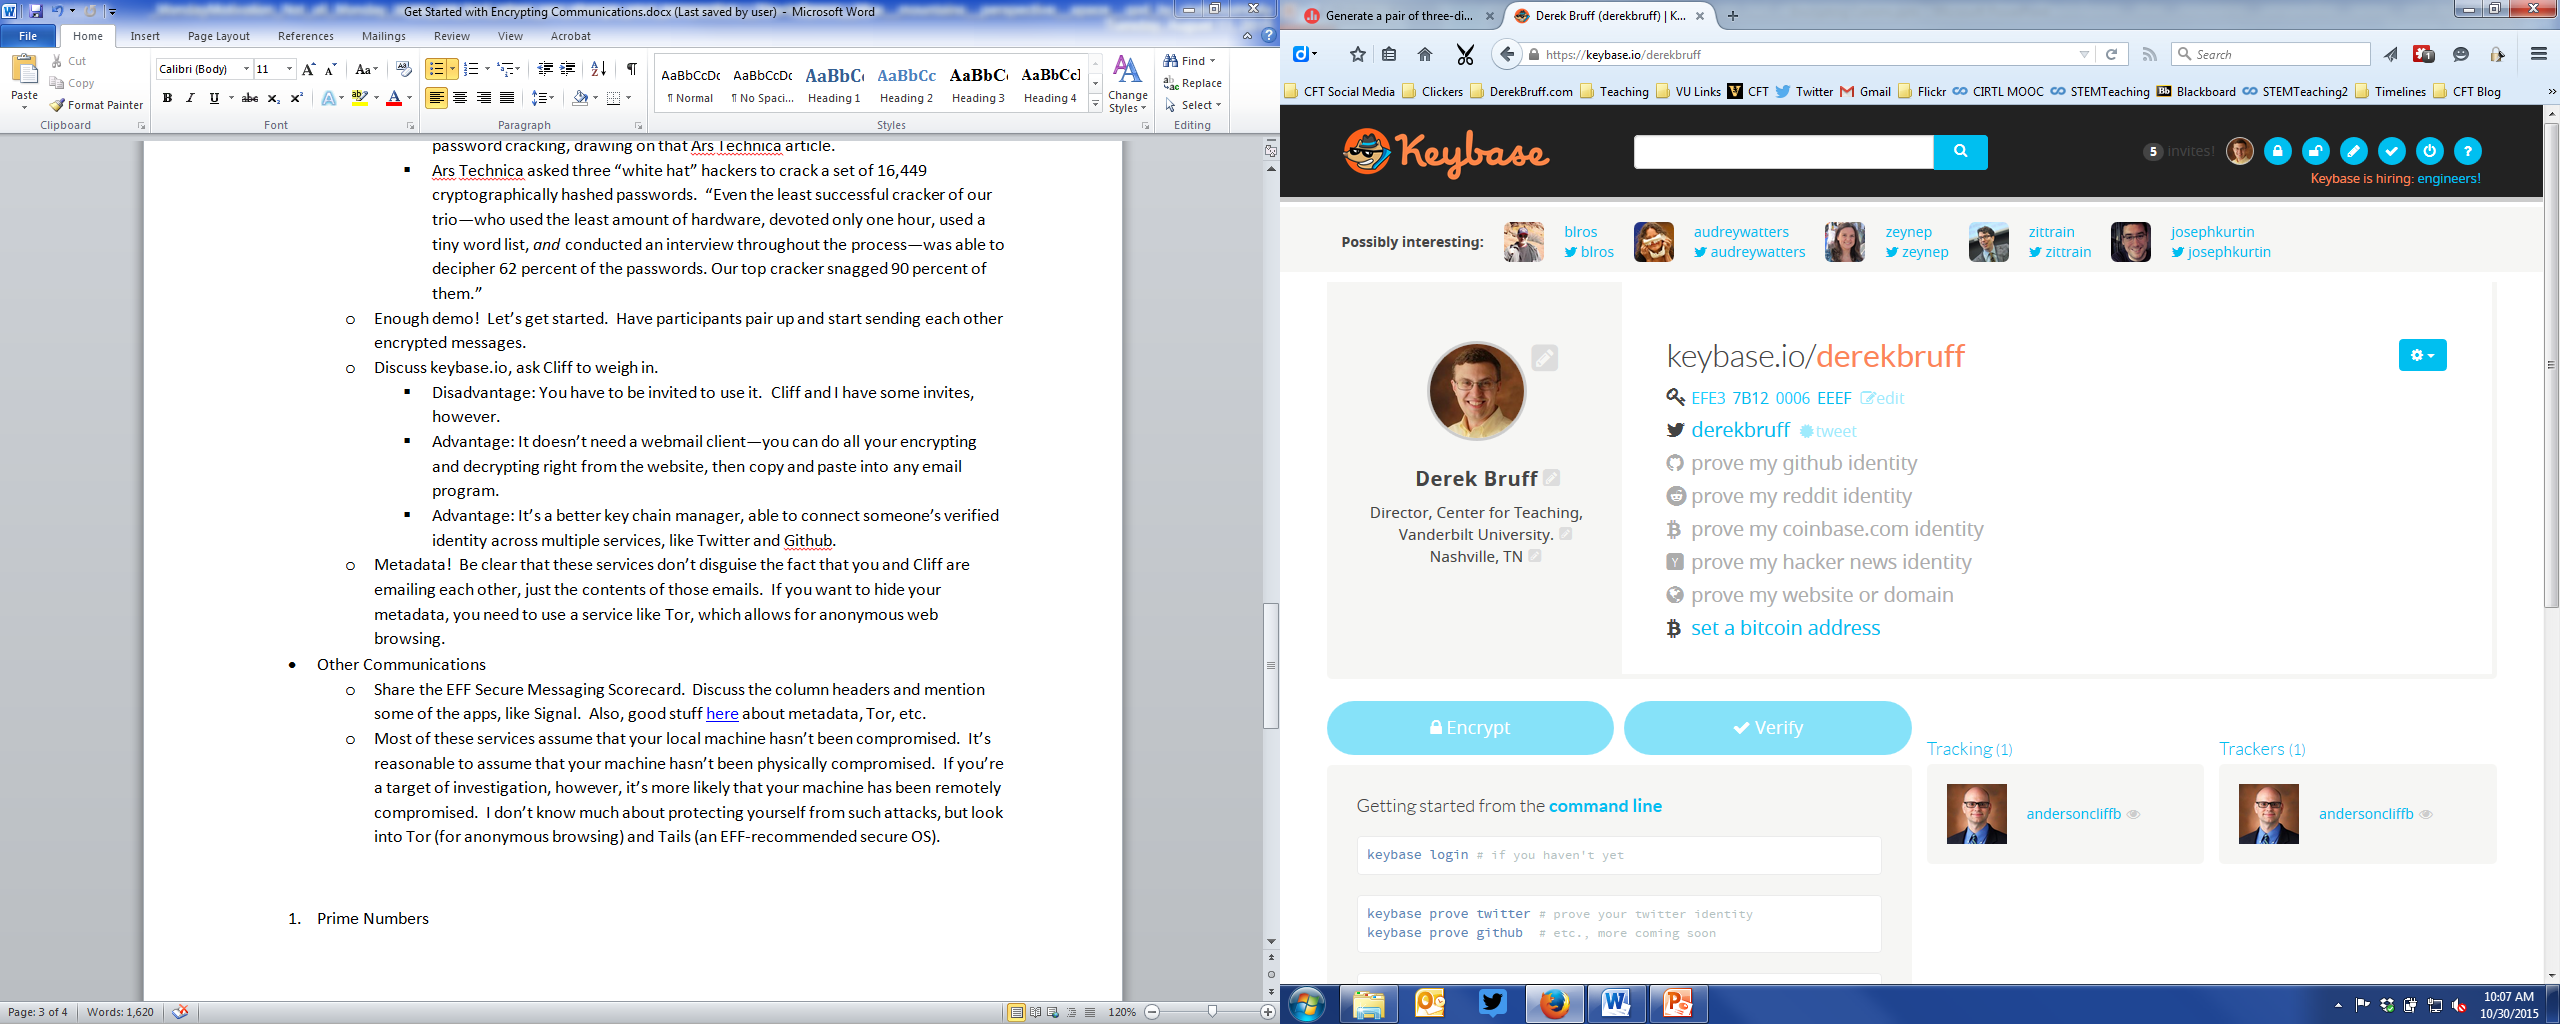 Get Started with Encrypting Communications.docx (Last saved by user) - Microsoft Word
File Home Insert Page Layout References Mailings Review View Acrobat
Paste
Cut
Copy
Format Painter
Clipboard
Calibri (Body) 11
Font
Paragraph
AaBbCcDc AaBbCcDc AaBbC AaBbCc AaBbC AaBbCcI
¶ Normal ¶ No Spaci... Heading 1 Heading 2 Heading 3 Heading 4
Change Styles
Styles
Find
Replace
Select
Editing
password cracking, drawing on that Ars Technica article.
▪ Ars Technica asked three “white hat” hackers to crack a set of 16,449
cryptographically hashed passwords. “Even the least successful cracker of our
trio—who used the least amount of hardware, devoted only one hour, used a
tiny word list, and conducted an interview throughout the process—was able to
decipher 62 percent of the passwords. Our top cracker snagged 90 percent of
them.”
o Enough demo! Let’s get started. Have participants pair up and start sending each other
encrypted messages.
o Discuss keybase.io, ask Cliff to weigh in.
▪ Disadvantage: You have to be invited to use it. Cliff and I have some invites,
however.
▪ Advantage: It doesn’t need a webmail client—you can do all your encrypting
and decrypting right from the website, then copy and paste into any email
program.
▪ Advantage: It’s a better key chain manager, able to connect someone’s verified
identity across multiple services, like Twitter and Github.
o Metadata! Be clear that these services don’t disguise the fact that you and Cliff are
emailing each other, just the contents of those emails. If you want to hide your
metadata, you need to use a service like Tor, which allows for anonymous web
browsing.
• Other Communications
o Share the EFF Secure Messaging Scorecard. Discuss the column headers and mention
some of the apps, like Signal. Also, good stuff here about metadata, Tor, etc.
o Most of these services assume that your local machine hasn’t been compromised. It’s
reasonable to assume that your machine hasn’t been physically compromised. If you’re
a target of investigation, however, it’s more likely that your machine has been remotely
compromised. I don’t know much about protecting yourself from such attacks, but look
into Tor (for anonymous browsing) and Tails (an EFF-recommended secure OS).
1. Prime Numbers
Page: 3 of 4 Words: 1,620 120%
Generate a pair of three-di... Derek Bruff (derekbruff) | K...
https://keybase.io/derekbruff Search
CFT Social Media Clickers DerekBruff.com Teaching VU Links CFT Twitter Gmail Flickr CIRTL MOOC STEMTeaching Blackboard STEMTeaching2 Timelines CFT Blog
Keybase
5 invites!
Keybase is hiring: engineers!
Possibly interesting:
blros audreywatters zeynep zittrain josephkurtin
blros audreywatters zeynep zittrain josephkurtin
keybase.io/derekbruff
EFE3 7B12 0006 EEEF edit
derekbruff tweet
prove my github identity
prove my reddit identity
prove my coinbase.com identity
prove my hacker news identity
prove my website or domain
set a bitcoin address
Derek Bruff
Director, Center for Teaching,
Vanderbilt University.
Nashville, TN
Encrypt Verify
Tracking (1) Trackers (1)
andersoncliffb andersoncliffb
Getting started from the command line
keybase login # if you haven't yet
keybase prove twitter # prove your twitter identity
keybase prove github # etc., more coming soon
10:07 AM
10/30/2015